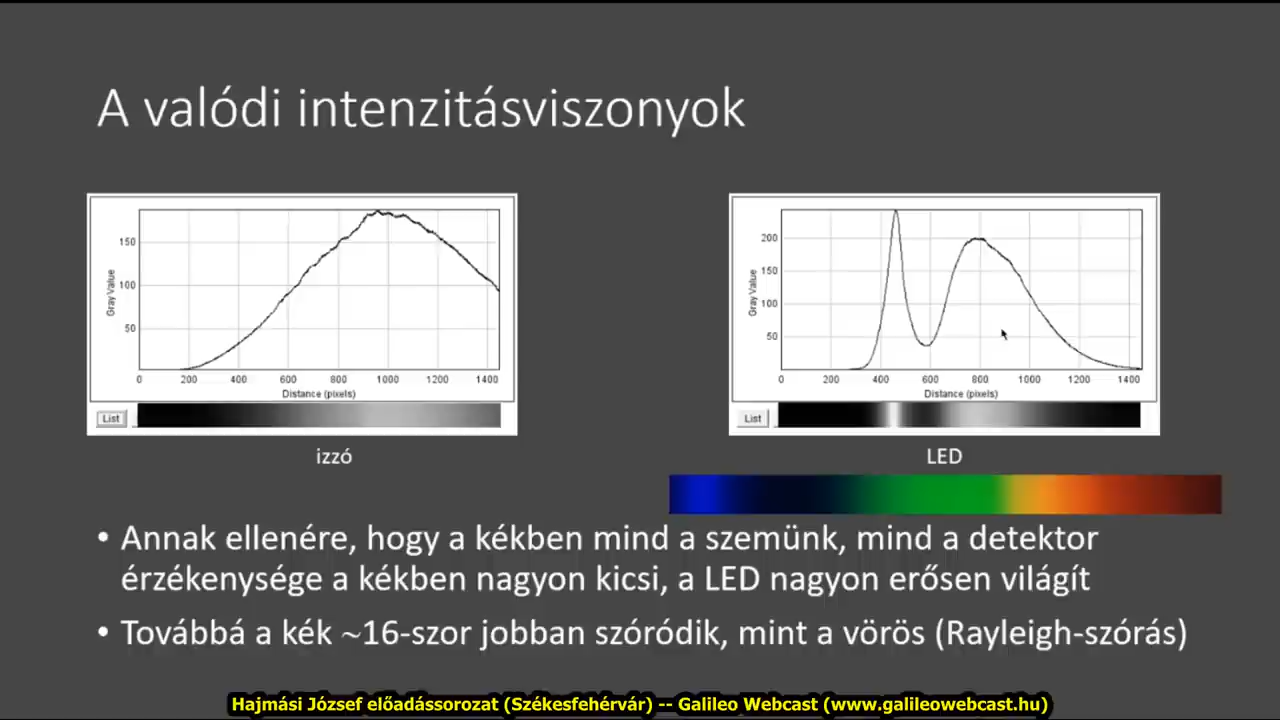 A valódi intenzitásviszonyok
150
100
50
Gray Value
0 200 400 600 800 1000 1200 1400
Distance (pixels)
List
izzó
200
150
100
50
Gray Value
0 200 400 600 800 1000 1200 1400
Distance (pixels)
List
LED
• Annak ellenére, hogy a kékben mind a szemünk, mind a detektor
érzékenysége a kékben nagyon kicsi, a LED nagyon erősen világít
• Továbbá a kék ~16-szor jobban szóródik, mint a vörös (Rayleigh-szórás)
Hajmási József előadássorozat (Székesfehérvár) -- Galileo Webcast (www.galileowebcast.hu)